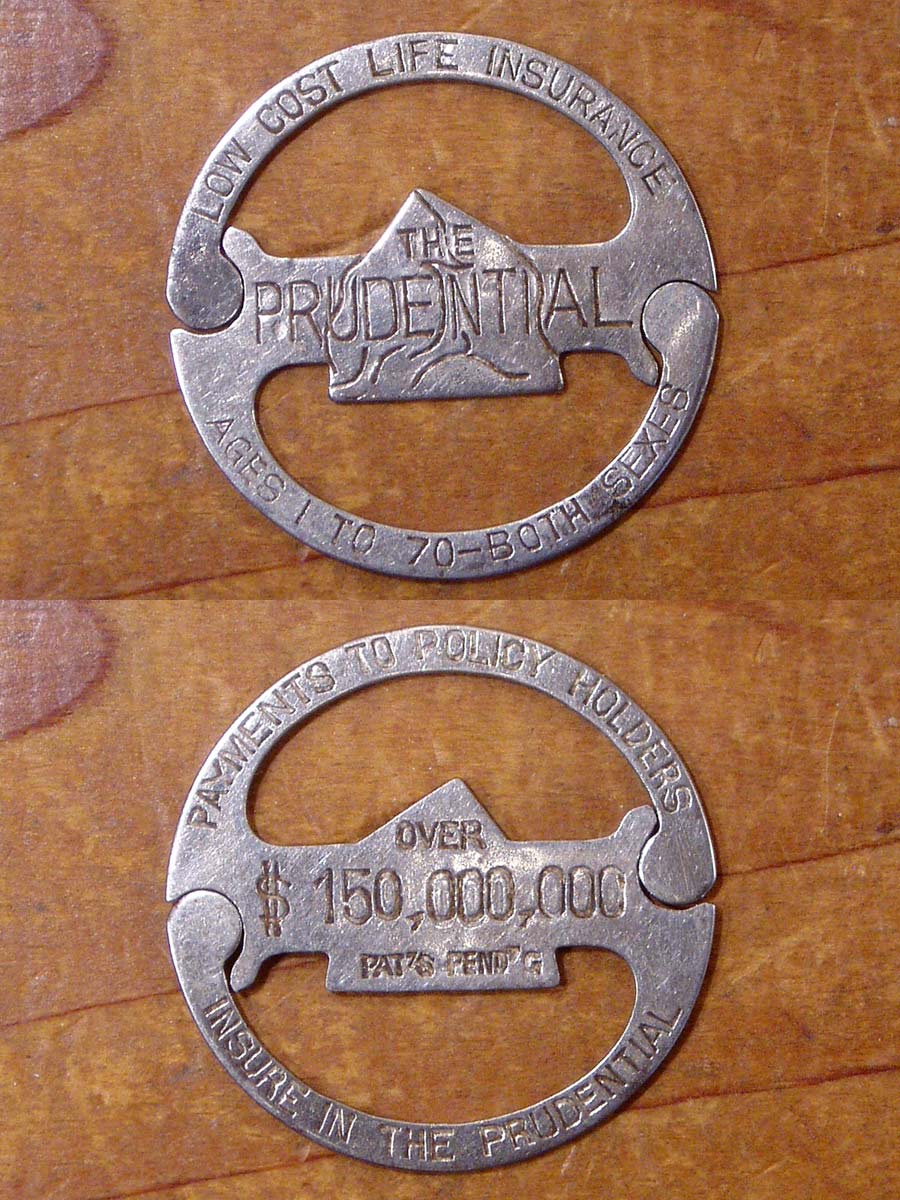 LOW COST LIFE INSURANCE
THE
PRUDENTIAL
AGES 1 TO 70-BOTH SEXES
PAYMENTS TO POLICY HOLDERS
OVER
$150,000,000
PAT'S PEND'G
INSURE IN THE PRUDENTIAL